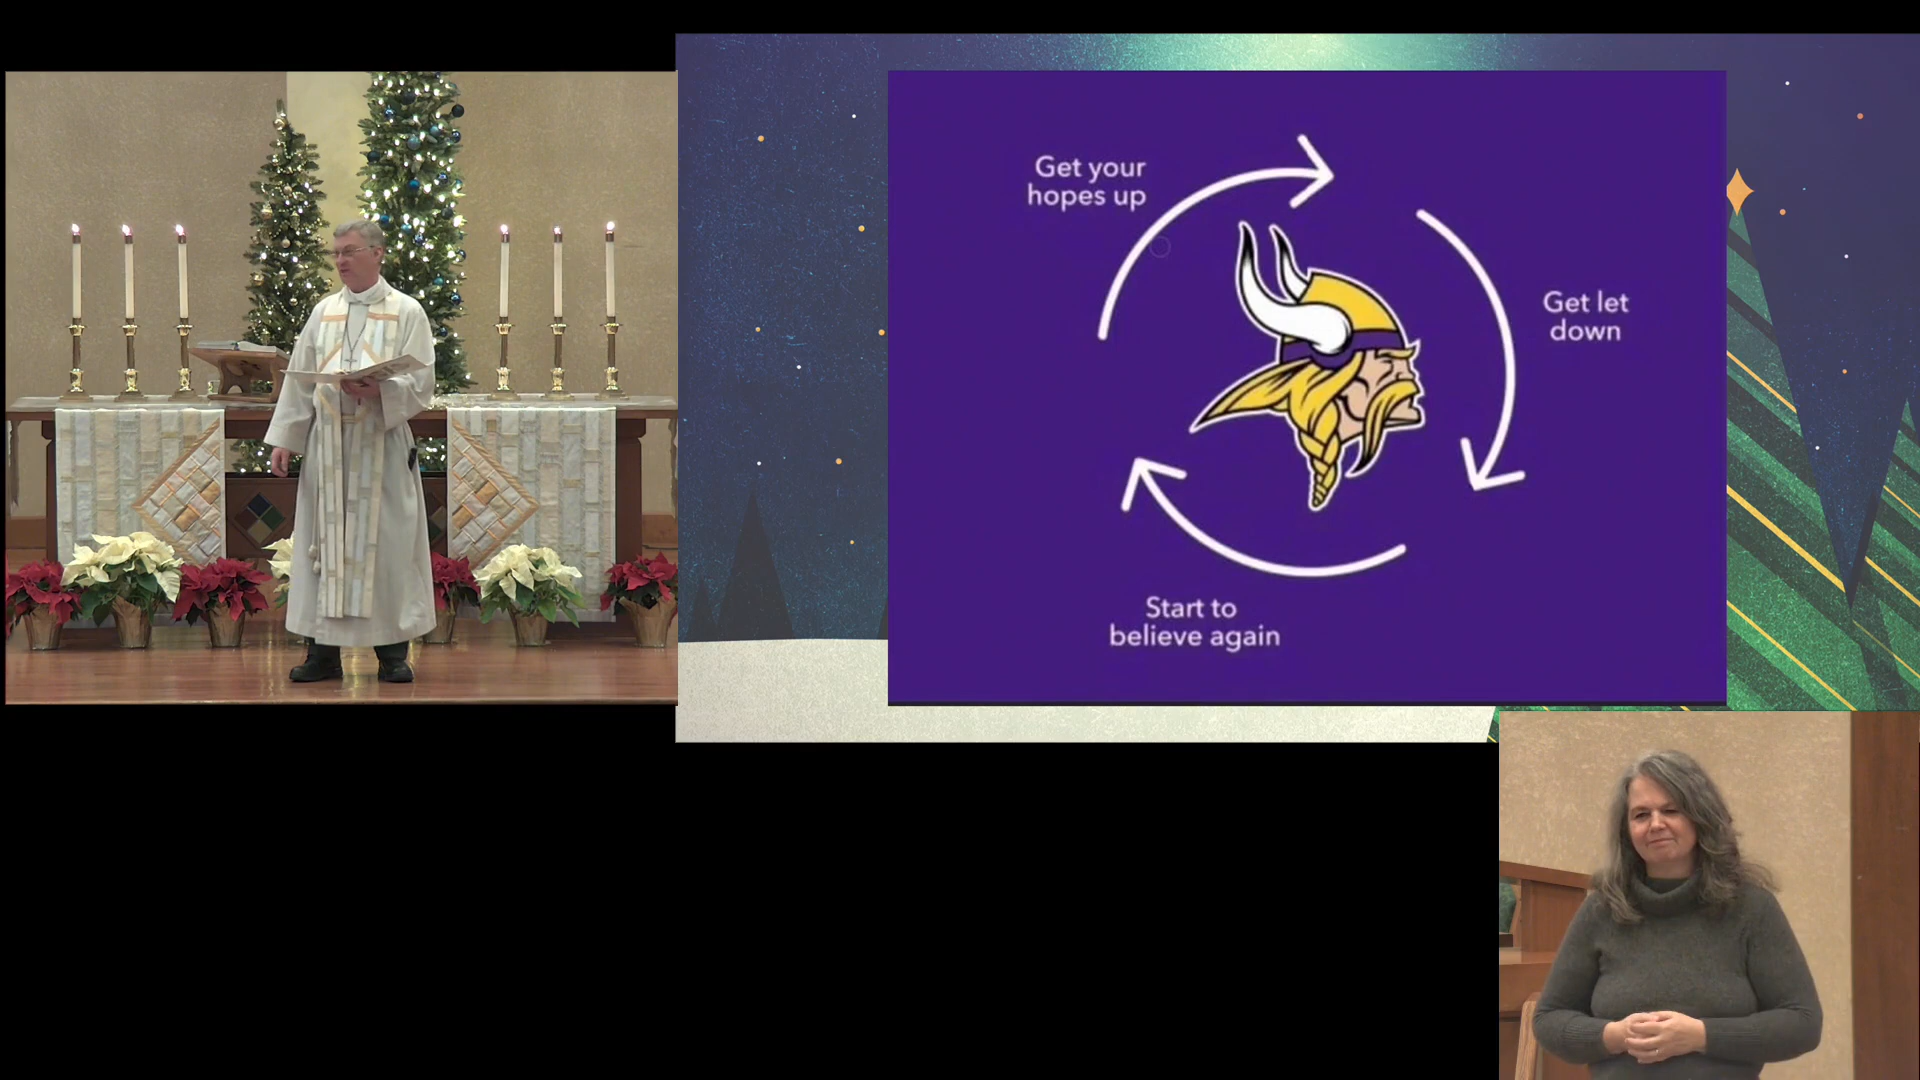 Get your
hopes up
Get let
down
Start to
believe again